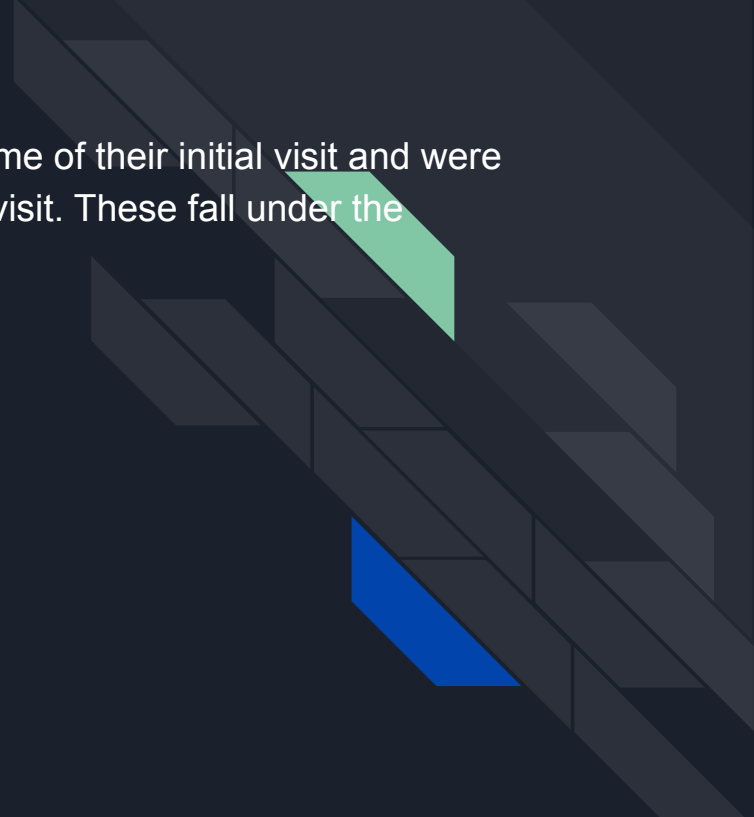 me of their initial visit and were
visit. These fall under the